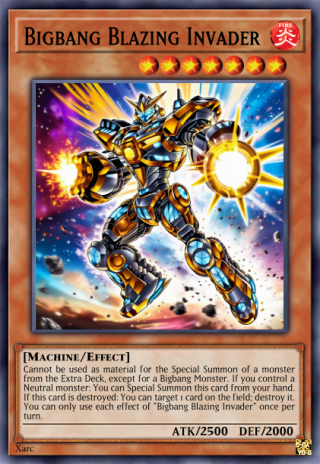 BIGBANG BLAZING INVADER
FIRE
炎
[MACHINE/EFFECT]
Cannot be used as material for the Special Summon of a monster
from the Extra Deck, except for a Bigbang Monster. If you control a
Neutral monster: You can Special Summon this card from your hand.
If this card is destroyed: You can target 1 card on the field; destroy it.
You can only use each effect of "Bigbang Blazing Invader" once per
turn.
ATK/2500 DEF/2000
Xarc